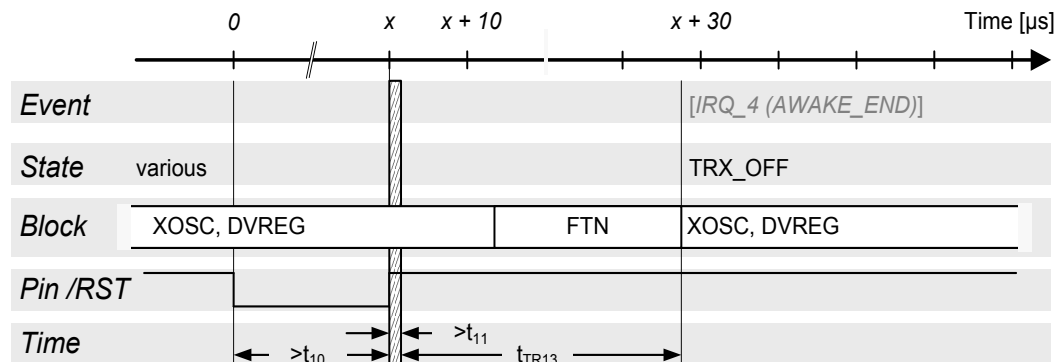 0 x x + 10 x + 30 Time [µs]
Event [IRQ_4 (AWAKE_END)]
State various TRX_OFF
Block XOSC, DVREG FTN XOSC, DVREG
Pin /RST
>t11
Time >t10 tTR13